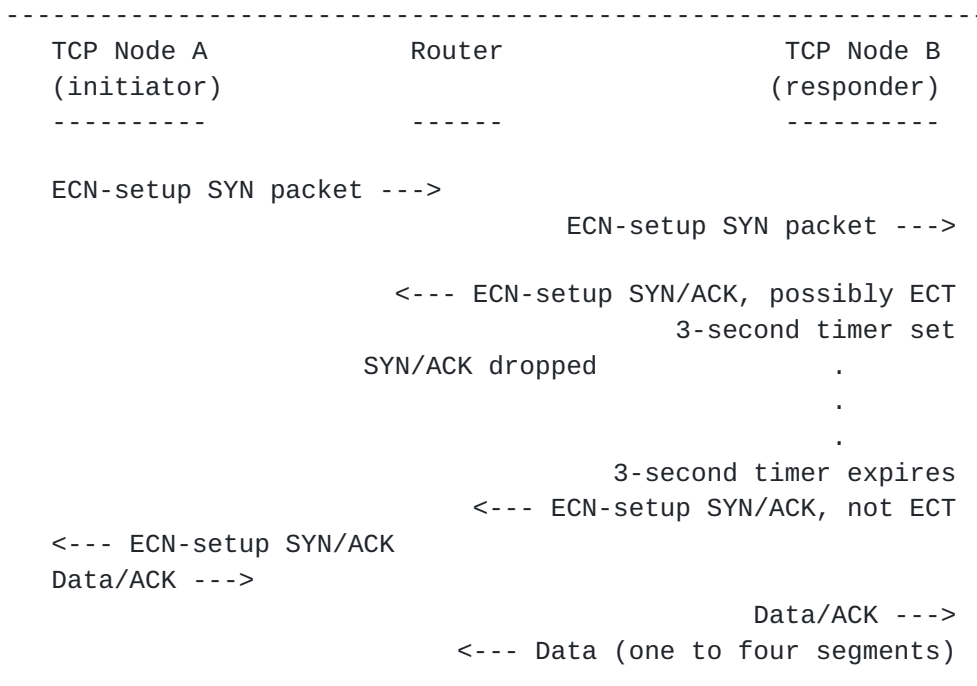 ---------------------------------------------------------------
TCP Node A             Router                  TCP Node B
(initiator)                                   (responder)
----------             ------                  ----------
ECN-setup SYN packet --->
ECN-setup SYN packet --->
<--- ECN-setup SYN/ACK, possibly ECT
3-second timer set
SYN/ACK dropped               .
.
.
3-second timer expires
<--- ECN-setup SYN/ACK, not ECT
<--- ECN-setup SYN/ACK
Data/ACK --->
Data/ACK --->
<--- Data (one to four segments)